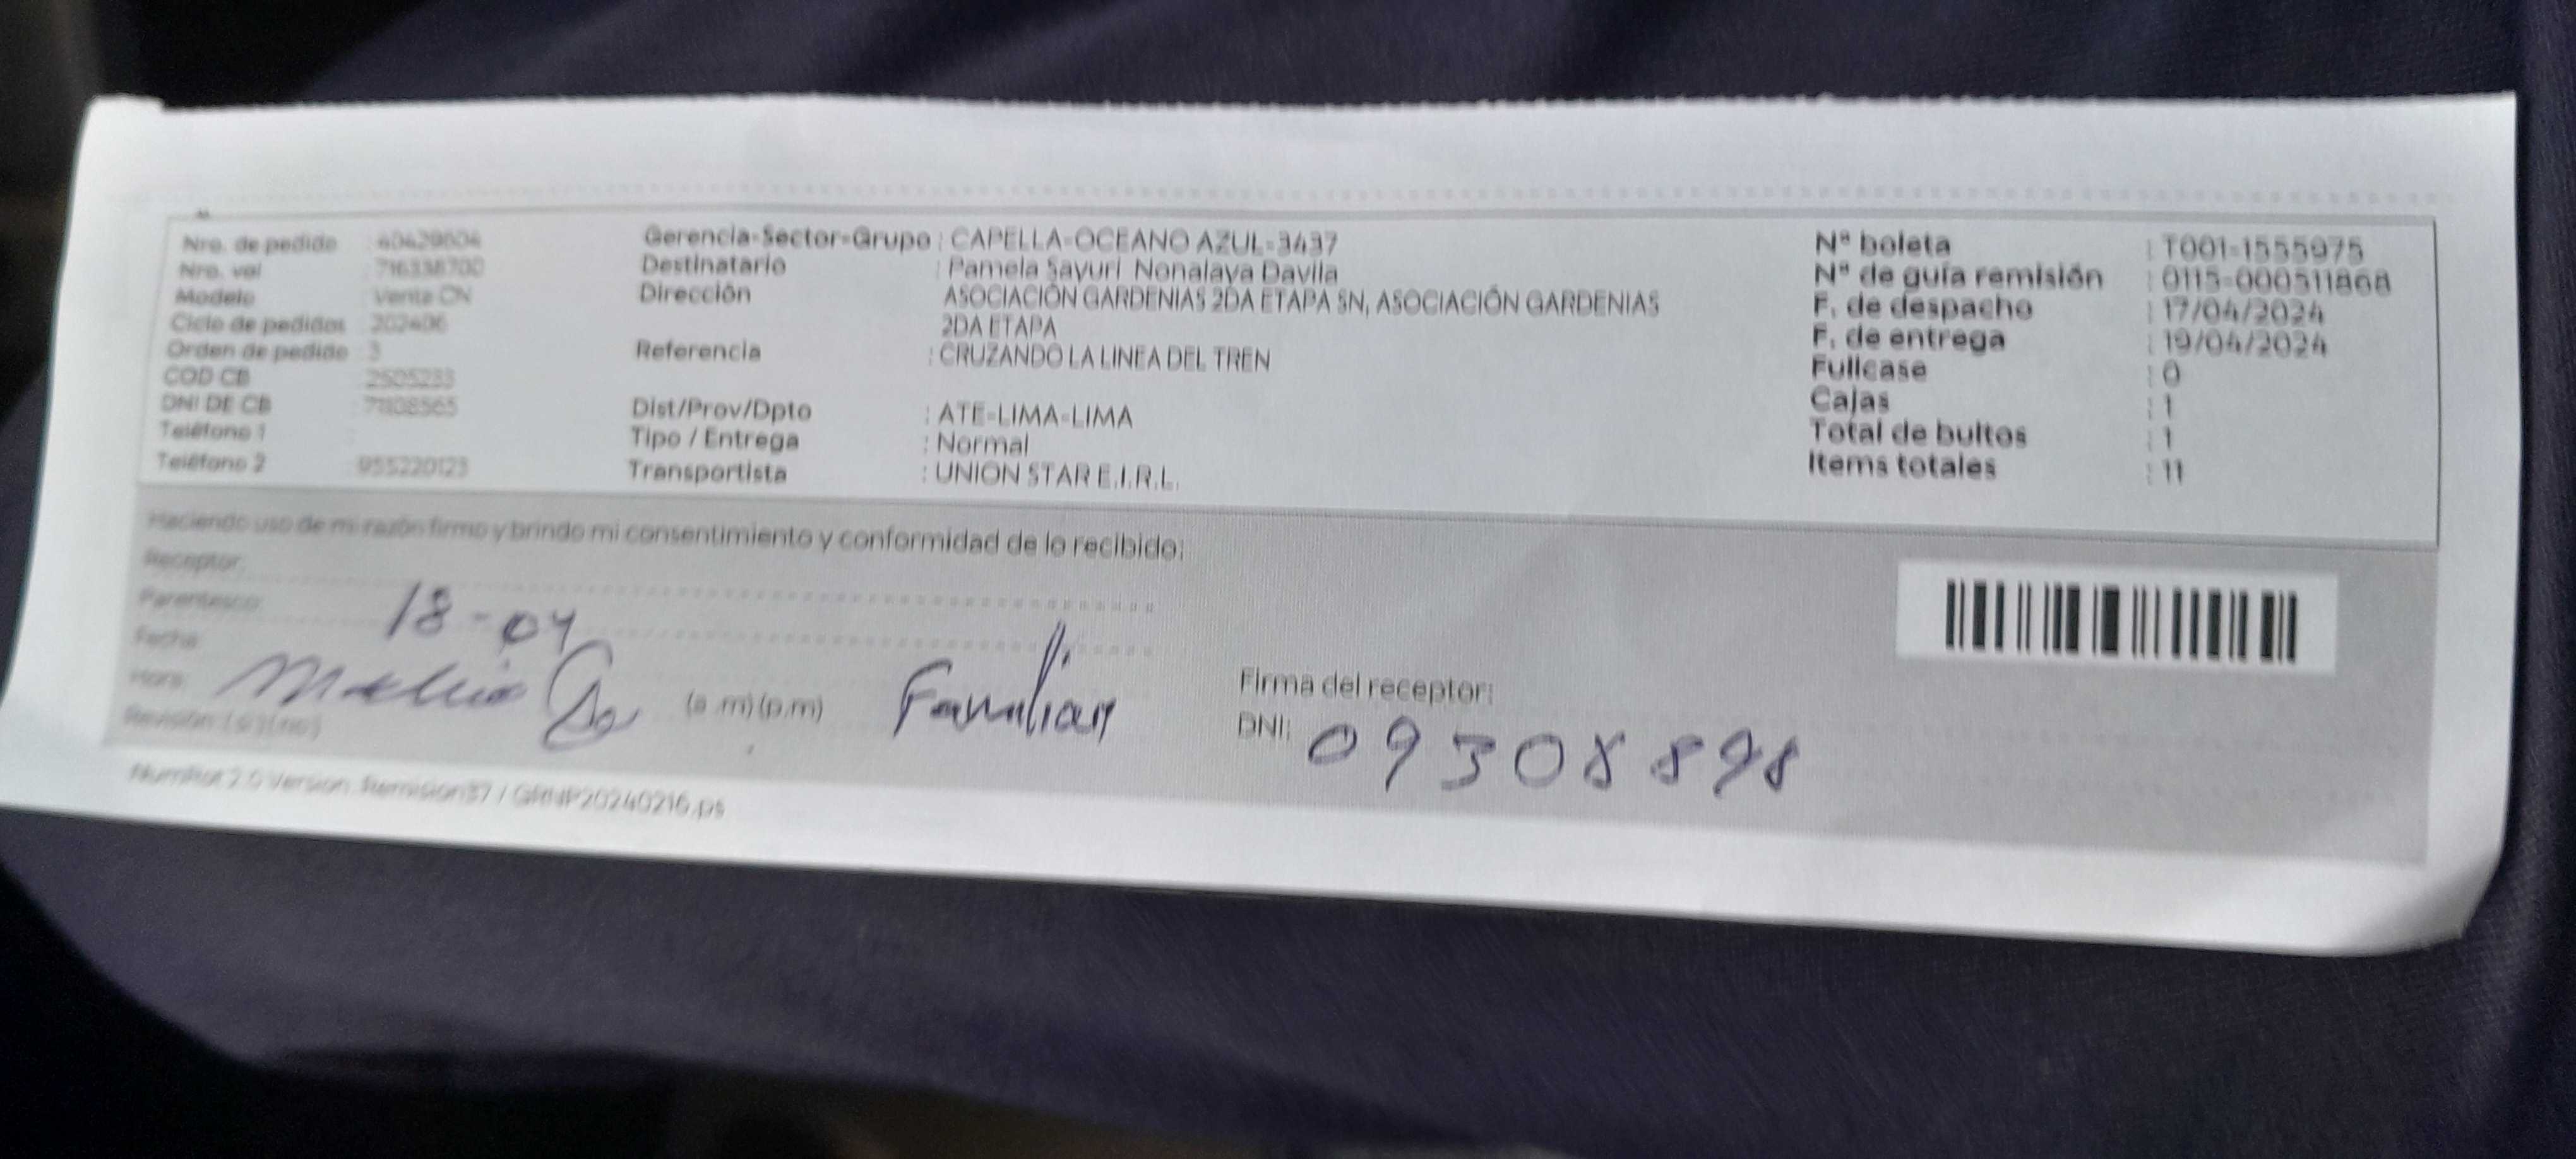 Nro. de pedido : 40429604
Nro. vol : 716338700
Modelo : Venta CN
Ciclo de pedidos : 202406
Orden de pedido : 3
COD CB : 2505233
DNI DE CB : 71108565
Teléfono 1 :
Teléfono 2 : 955220123
Gerencia-Sector-Grupo : CAPELLA-OCEANO AZUL-3437
Destinatario : Pamela Sayuri Nonalaya Davila
Dirección ASOCIACIÓN GARDENIAS 2DA ETAPA SN, ASOCIACIÓN GARDENIAS
2DA ETAPA
Referencia : CRUZANDO LA LINEA DEL TREN
Dist/Prov/Dpto : ATE-LIMA-LIMA
Tipo / Entrega : Normal
Transportista : UNION STAR E.I.R.L.
Nª boleta : T001-1555975
Nª de guía remisión : 0115-000511868
F. de despacho : 17/04/2024
F. de entrega : 19/04/2024
Fullcase : 0
Cajas : 1
Total de bultos : 1
Items totales : 11
Haciendo uso de mi razón firmo y brindo mi consentimiento y conformidad de lo recibido:
Receptor:
Parentesco:
Fecha: 18-04
Hora: (a.m) (p.m) Familiar
Firma del receptor:
DNI: 09308898